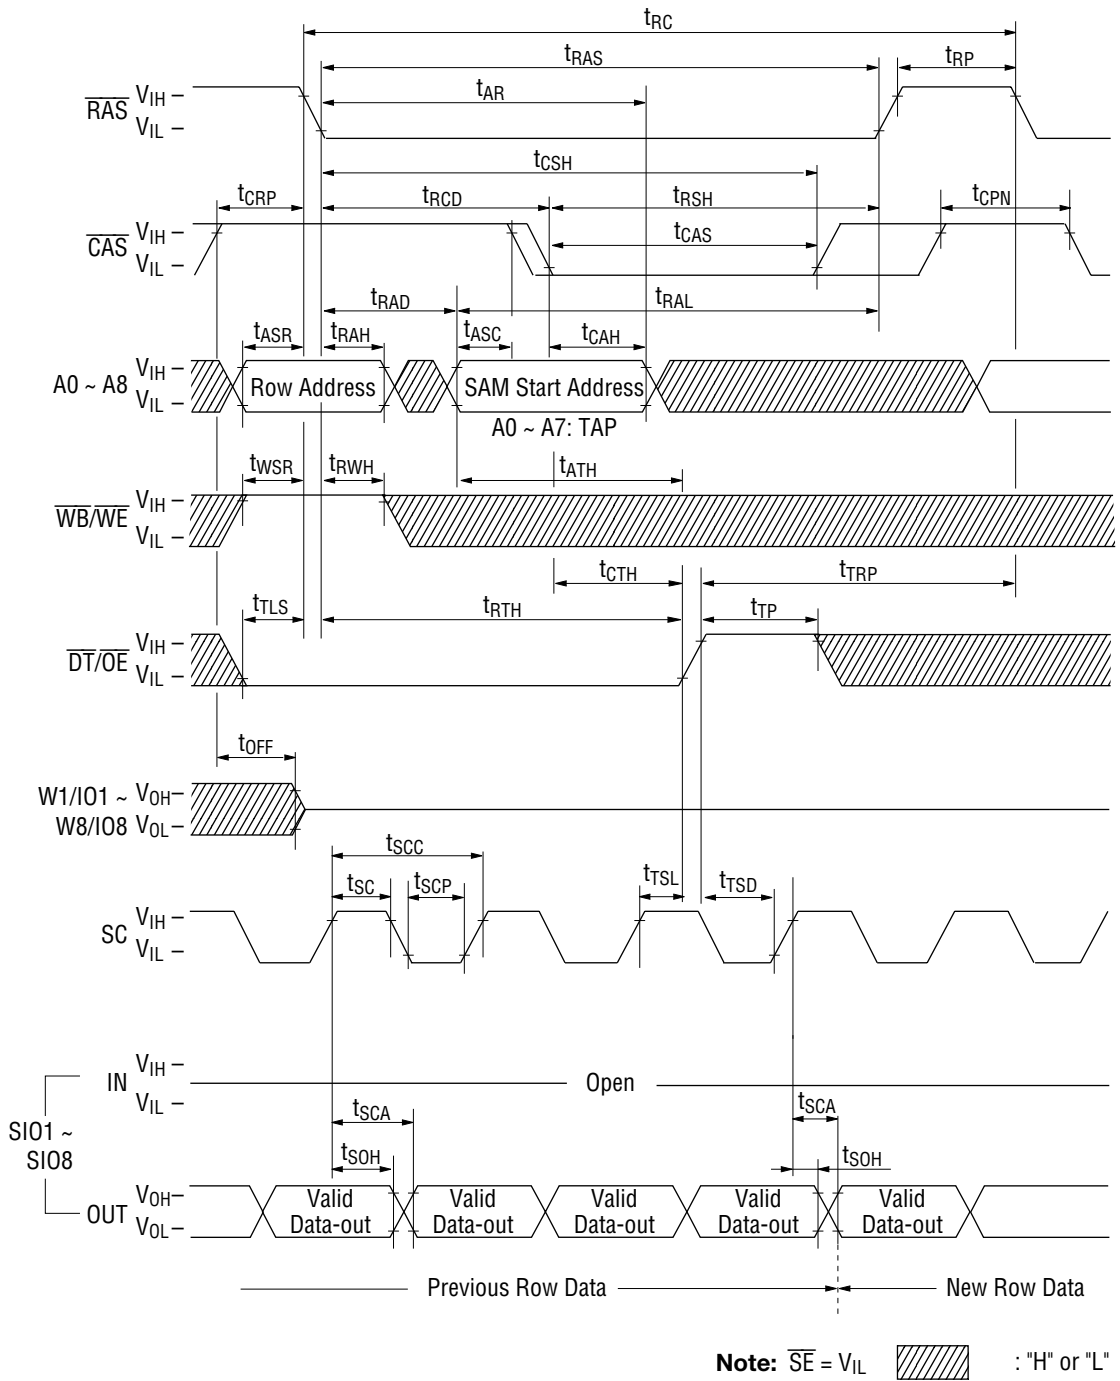 tRC
tRAS
tRP
tAR
RAS VIH –
VIL –
tCSH
tCRP
tRCD
tRSH
tCPN
CAS VIH –
tCAS
VIL –
tRAD
tRAL
tASR
tRAH
tASC
tCAH
A0 ~ A8 VIH –
VIL –
Row Address
SAM Start Address
A0 ~ A7: TAP
tWSR
tRWH
tATH
WB/WE VIH –
VIL –
tCTH
tTRP
tTLS
tRTH
tTP
DT/OE VIH –
VIL –
tOFF
W1/IO1 ~ VOH–
W8/IO8 VOL–
tSCC
tSC
tSCP
tTSL
tTSD
SC VIH –
VIL –
IN VIH –
VIL –
Open
tSCA
tSCA
SIO1 ~
SIO8
tSOH
tSOH
OUT VOH–
VOL–
Valid Data-out
Valid Data-out
Valid Data-out
Valid Data-out
Valid Data-out
Previous Row Data
New Row Data
Note: SE = VIL : "H" or "L"